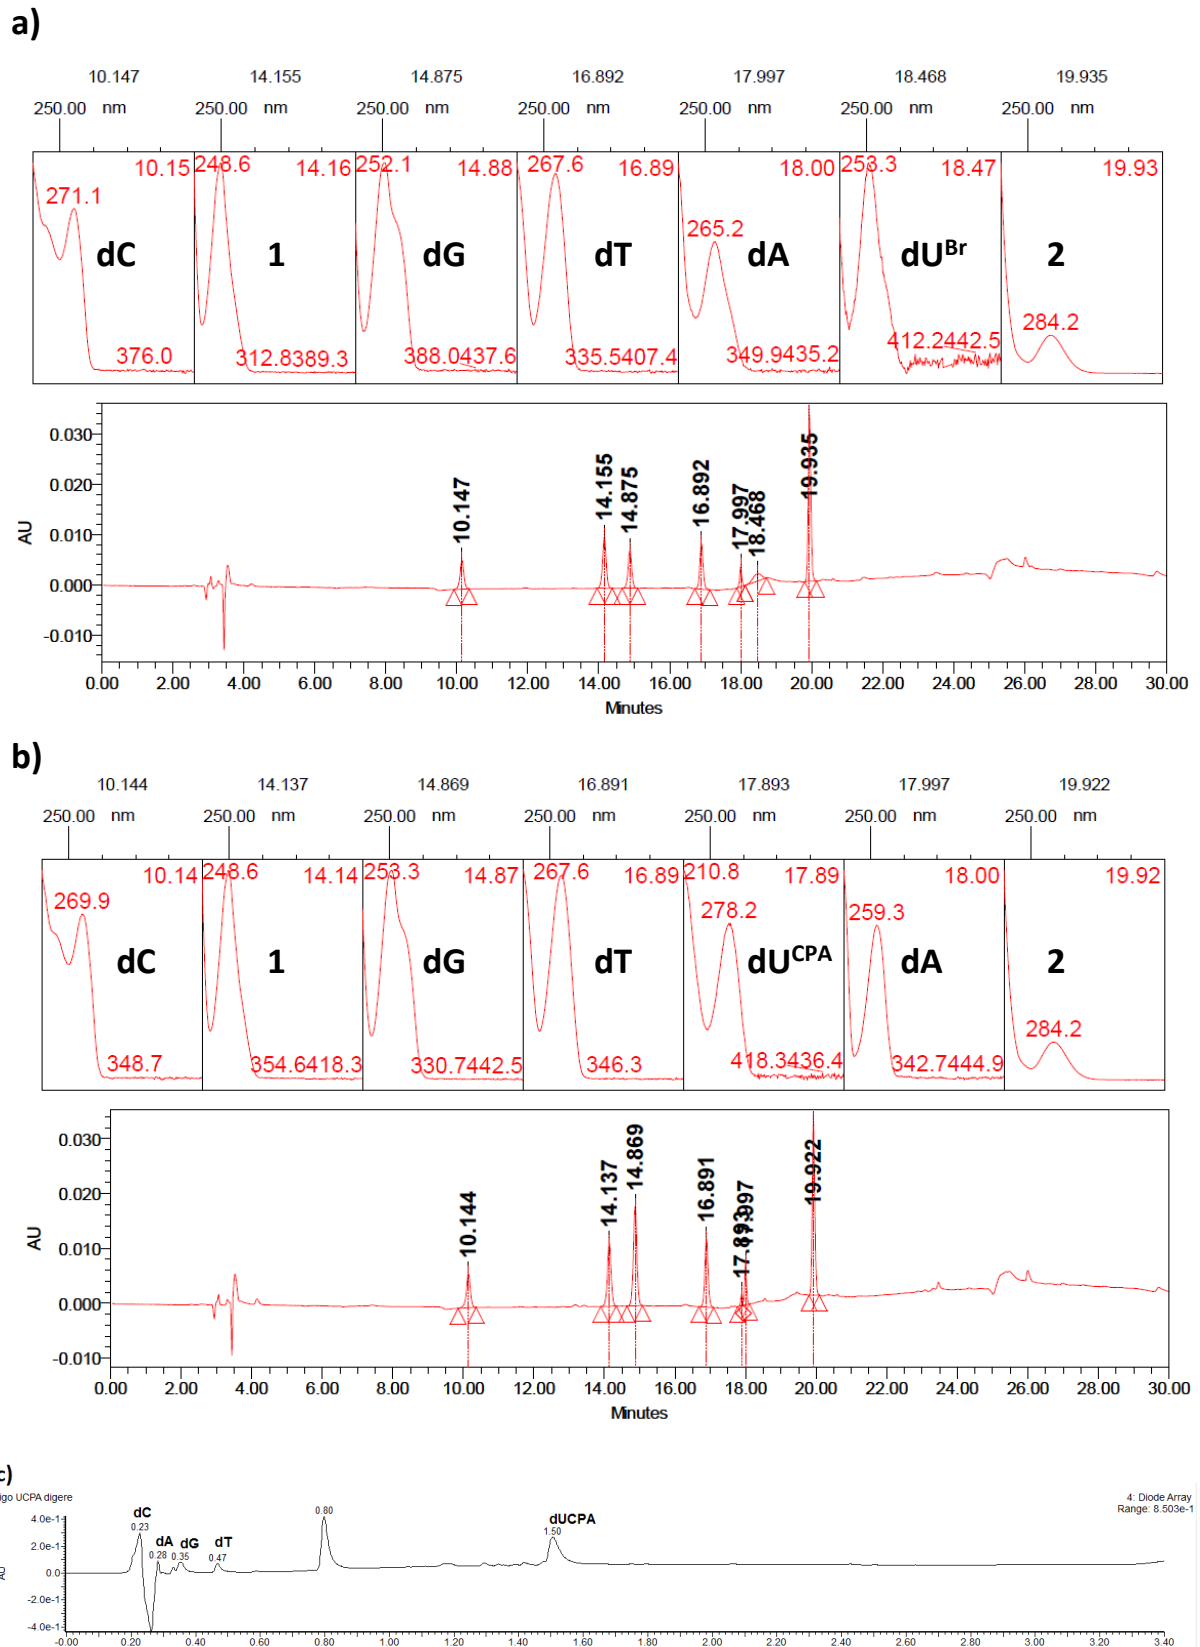 a)
10.147 14.155 14.875 16.892 17.997 18.468 19.935
250.00 nm 250.00 nm 250.00 nm 250.00 nm 250.00 nm 250.00 nm 250.00 nm
10.15 248.6 14.16 252.1 14.88 267.6 16.89 18.00 253.3 18.47 19.93
271.1 265.2
dC 1 dG dT dA dU^Br 2
284.2
376.0 312.8389.3 388.0437.6 335.5407.4 349.9435.2 412.2442.5
0.030
0.020
0.010
0.000
-0.010
AU
10.147
14.155
14.875
16.892
17.997
18.468
19.935
0.00 2.00 4.00 6.00 8.00 10.00 12.00 14.00 16.00 18.00 20.00 22.00 24.00 26.00 28.00 30.00
Minutes
b)
10.144 14.137 14.869 16.891 17.893 17.997 19.922
250.00 nm 250.00 nm 250.00 nm 250.00 nm 250.00 nm 250.00 nm 250.00 nm
10.14 248.6 14.14 253.3 14.87 267.6 16.89 210.8 17.89 18.00 19.92
269.9 278.2 259.3
dC 1 dG dT dU^CPA dA 2
284.2
348.7 354.6418.3 330.7442.5 346.3 418.3436.4 342.7444.9
0.030
0.020
0.010
0.000
-0.010
AU
10.144
14.137
14.869
16.891
17.893
17.997
19.922
0.00 2.00 4.00 6.00 8.00 10.00 12.00 14.00 16.00 18.00 20.00 22.00 24.00 26.00 28.00 30.00
Minutes
c)
igo UCPA digere
4: Diode Array
Range: 8.503e-1
4.0e-1
2.0e-1
0.0
-2.0e-1
-4.0e-1
AU
dC
0.23
dA
0.28
dG
0.35
dT
0.47
0.80
dUCPA
1.50
-0.00 0.20 0.40 0.60 0.80 1.00 1.20 1.40 1.60 1.80 2.00 2.20 2.40 2.60 2.80 3.00 3.20 3.40